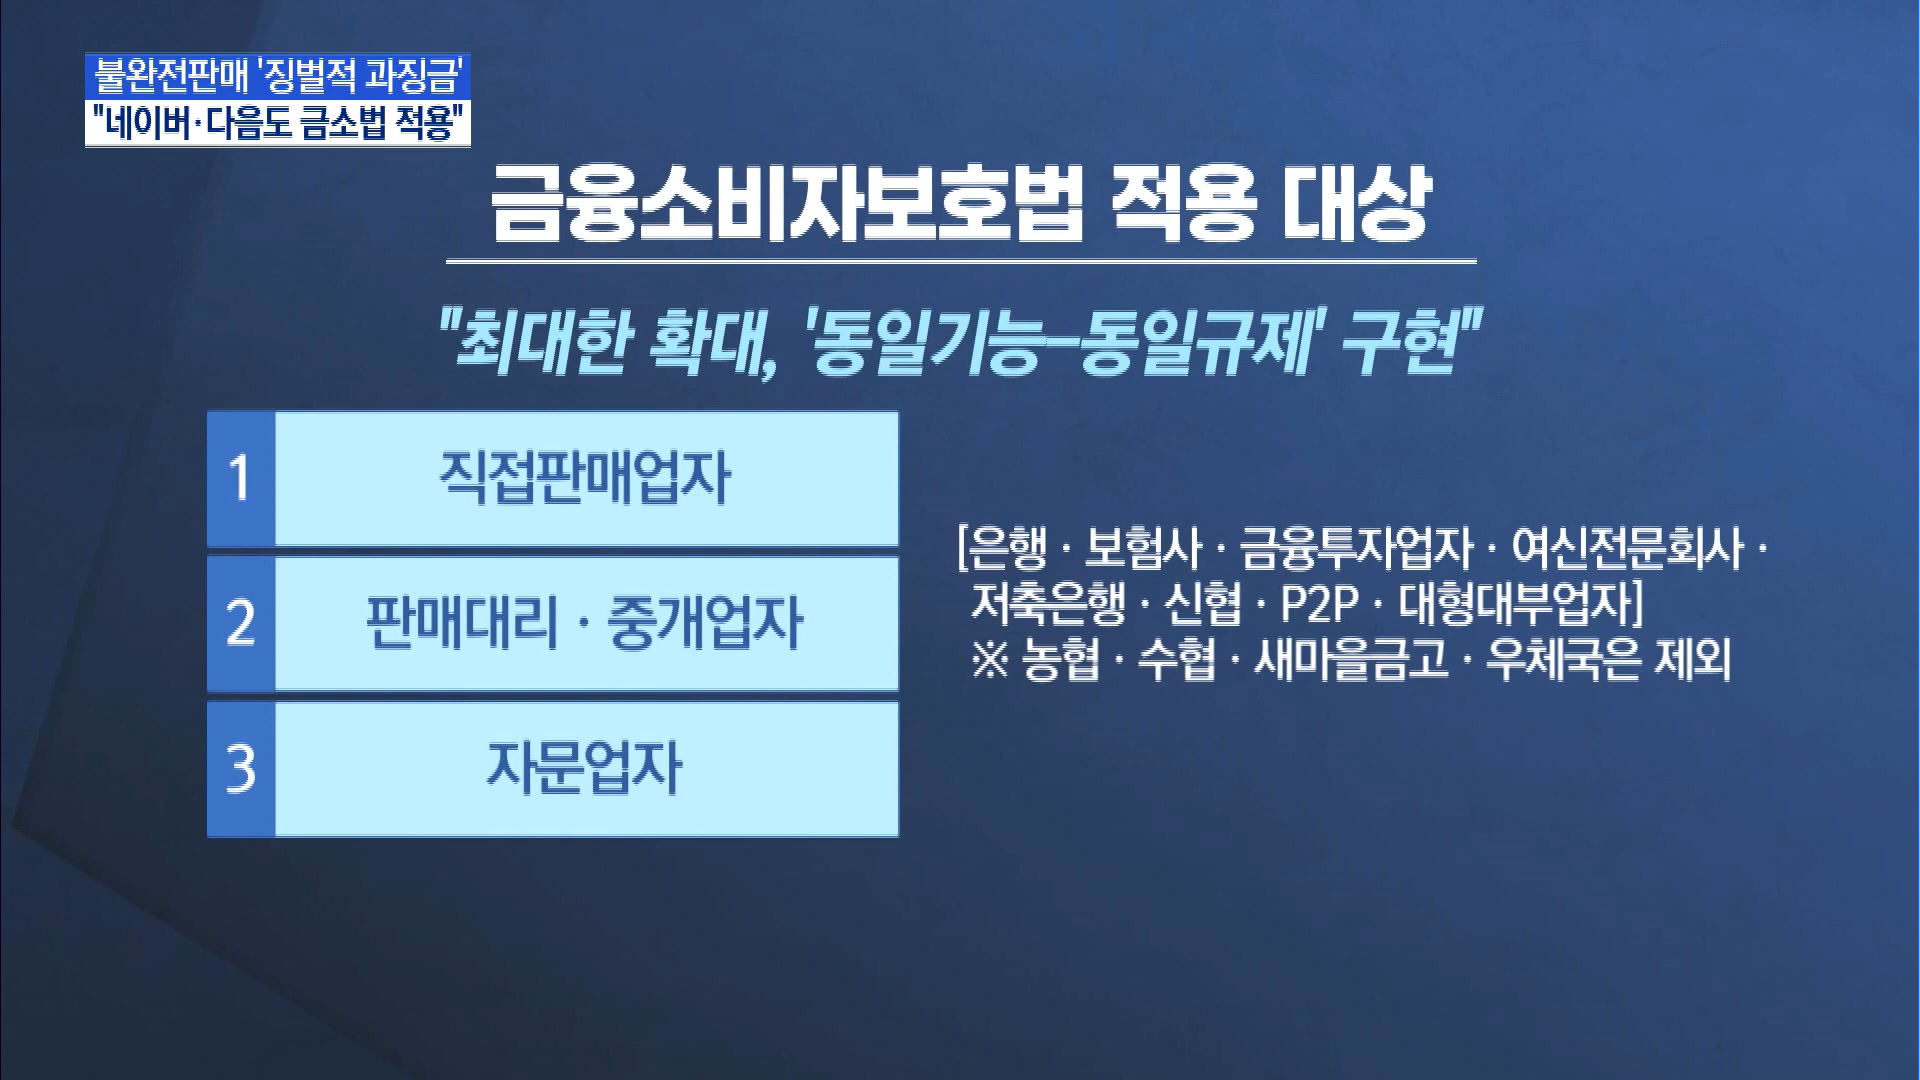 불완전판매 '징벌적 과징금'
"네이버·다음도 금소법 적용"
금융소비자보호법 적용 대상
"최대한 확대, '동일기능-동일규제' 구현"
1 직접판매업자
2 판매대리·중개업자
3 자문업자
[은행·보험사·금융투자업자·여신전문회사·
저축은행·신협·P2P·대형대부업자]
※ 농협·수협·새마을금고·우체국은 제외